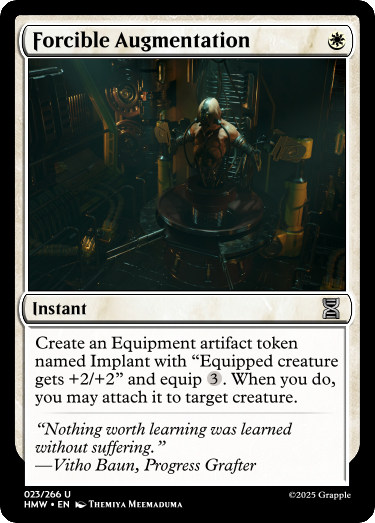 Forcible Augmentation
Instant
Create an Equipment artifact token
named Implant with “Equipped creature
gets +2/+2” and equip 3. When you do,
you may attach it to target creature.
“Nothing worth learning was learned
without suffering.”
—Vitho Baun, Progress Grafter
023/266 U
HMW • EN Themiya Meemaduma
©2025 Grapple